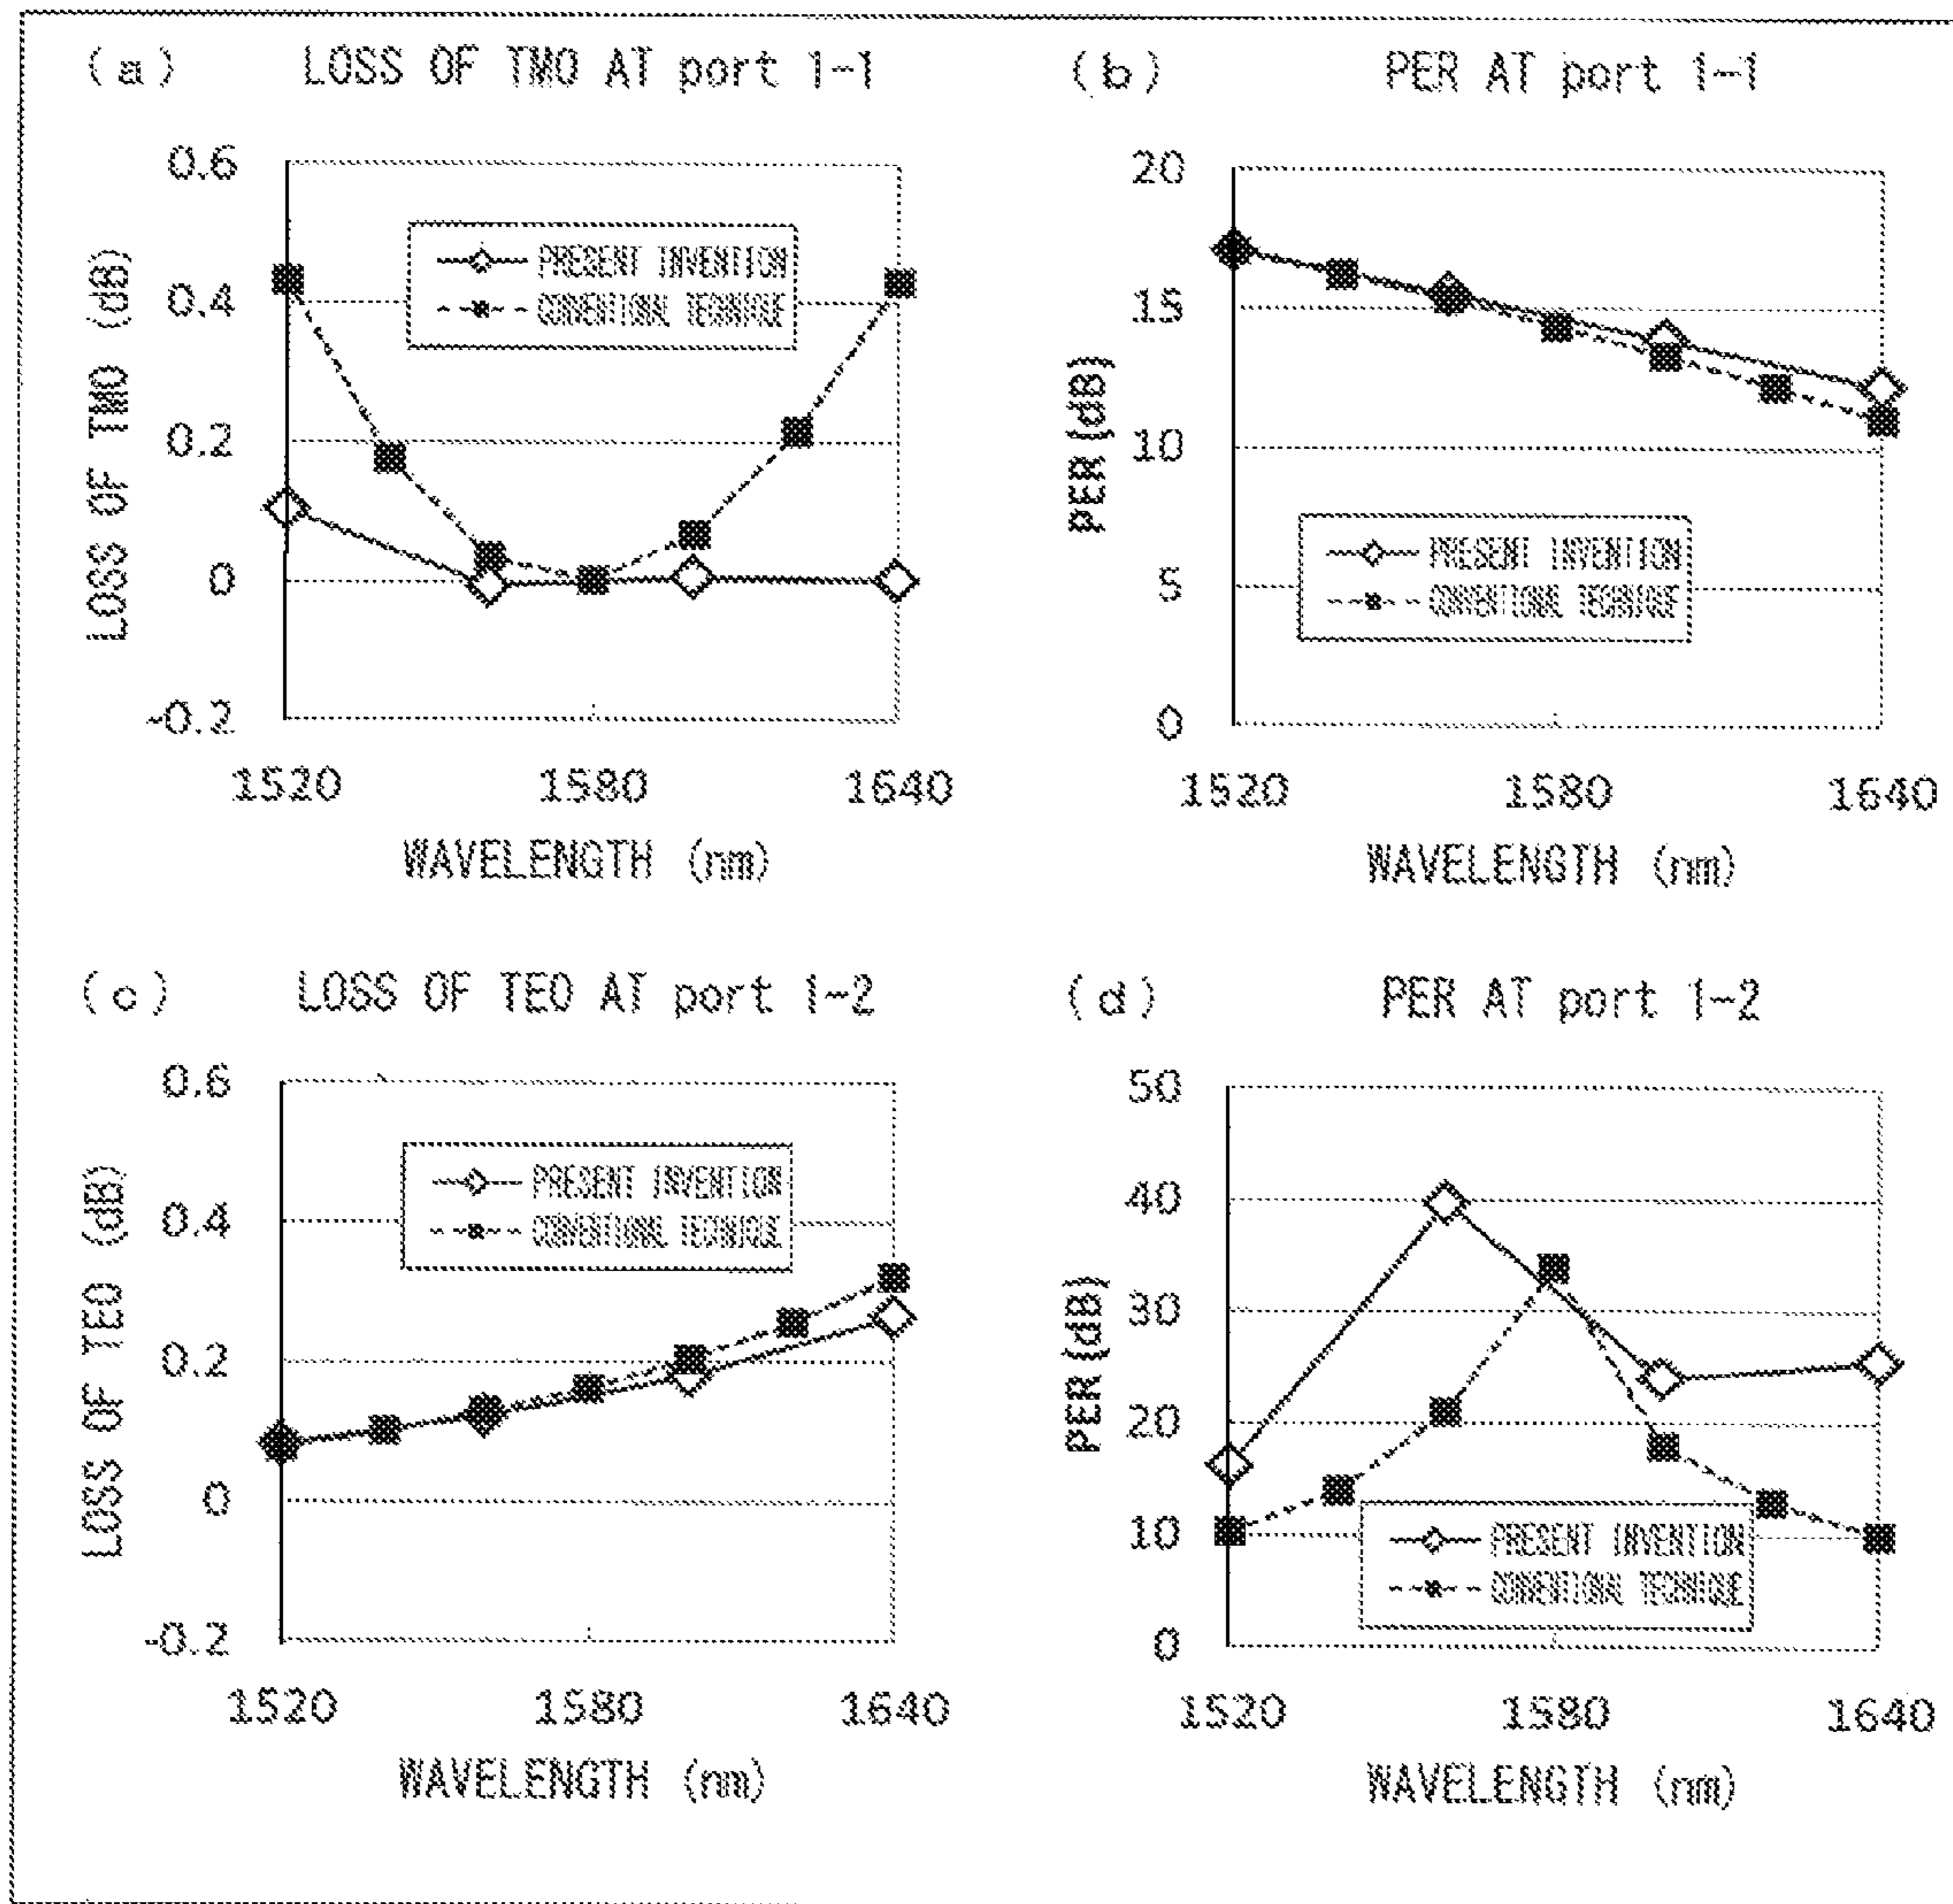 (a) LOSS OF TM0 AT port 1-1
0.6
0.4
0.2
0
-0.2
LOSS OF TM0 (dB)
PRESENT INVENTION
CONVENTIONAL TECHNIQUE
1520 1580 1640
WAVELENGTH (nm)
(b) PER AT port 1-1
20
15
10
5
0
PER (dB)
PRESENT INVENTION
CONVENTIONAL TECHNIQUE
1520 1580 1640
WAVELENGTH (nm)
(c) LOSS OF TE0 AT port 1-2
0.6
0.4
0.2
0
-0.2
LOSS OF TE0 (dB)
PRESENT INVENTION
CONVENTIONAL TECHNIQUE
1520 1580 1640
WAVELENGTH (nm)
(d) PER AT port 1-2
50
40
30
20
10
0
PER (dB)
PRESENT INVENTION
CONVENTIONAL TECHNIQUE
1520 1580 1640
WAVELENGTH (nm)